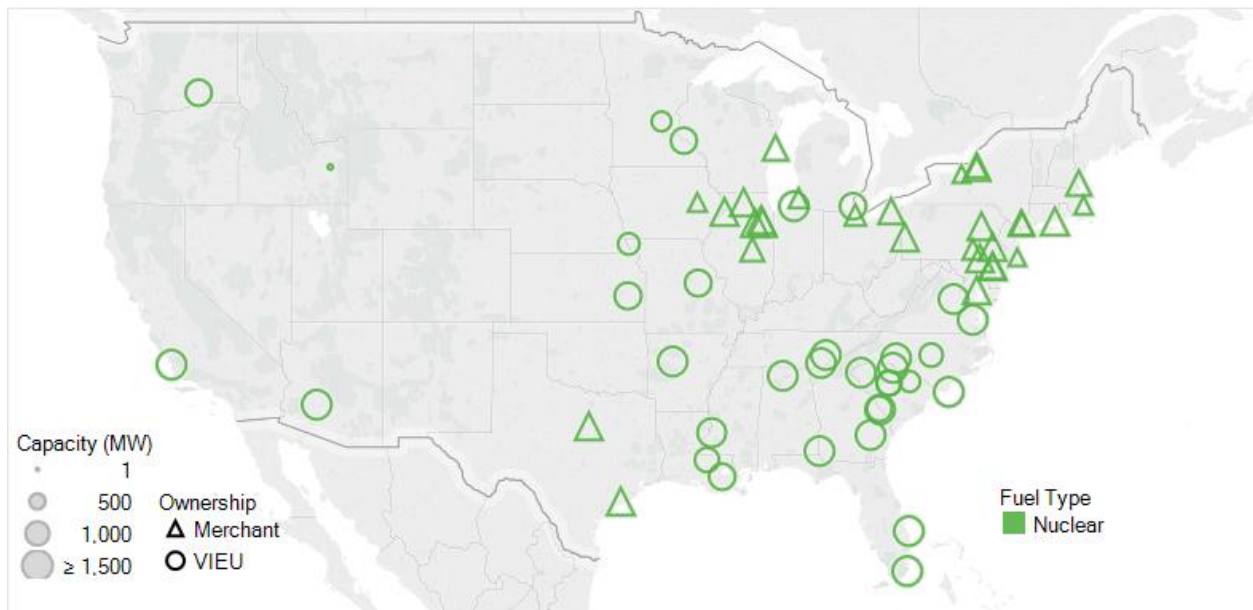 Capacity (MW)
1
500
1,000
≥ 1,500
Ownership
Merchant
VIEU
Fuel Type
Nuclear